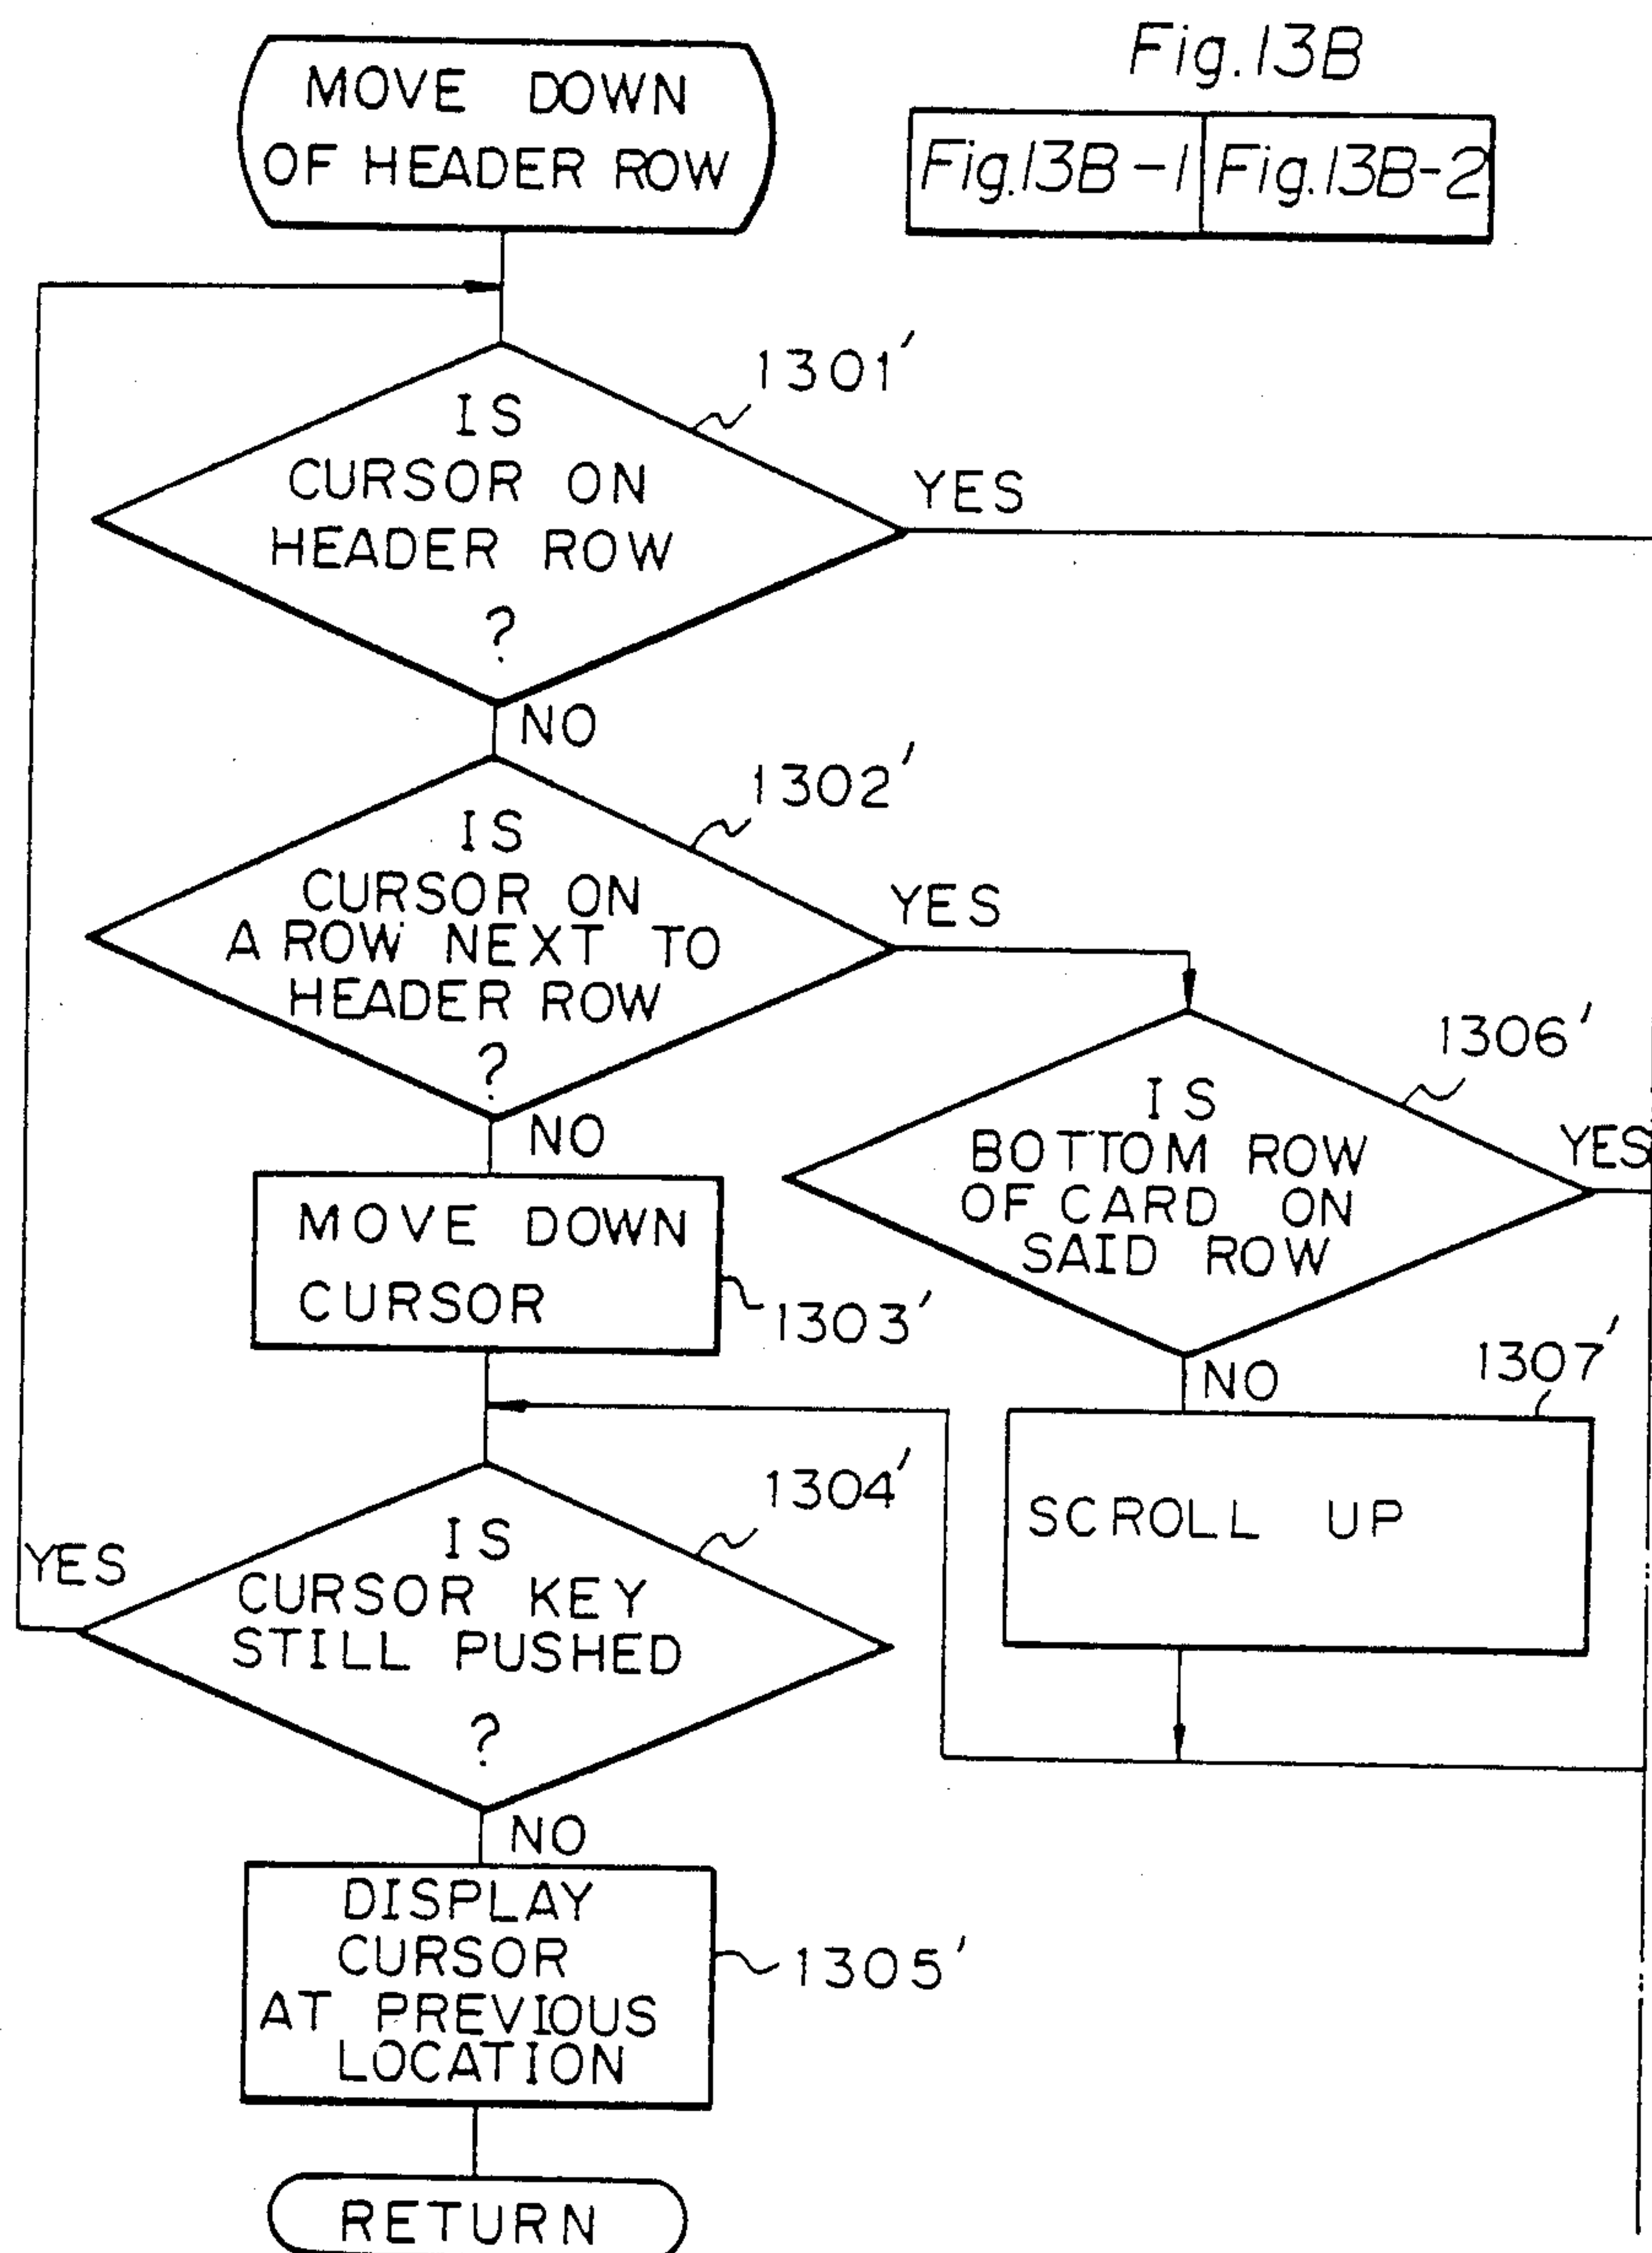 Fig.13B
Fig.13B-1 Fig.13B-2
MOVE DOWN
OF HEADER ROW
1301'
IS
CURSOR ON
HEADER ROW
?
YES
NO
1302'
IS
CURSOR ON
A ROW NEXT TO
HEADER ROW
?
YES
NO
1306'
IS
BOTTOM ROW
OF CARD ON
SAID ROW
YES
NO
MOVE DOWN
CURSOR
1303'
1307'
SCROLL UP
1304'
IS
CURSOR KEY
STILL PUSHED
?
YES
NO
DISPLAY
CURSOR
AT PREVIOUS
LOCATION
1305'
RETURN